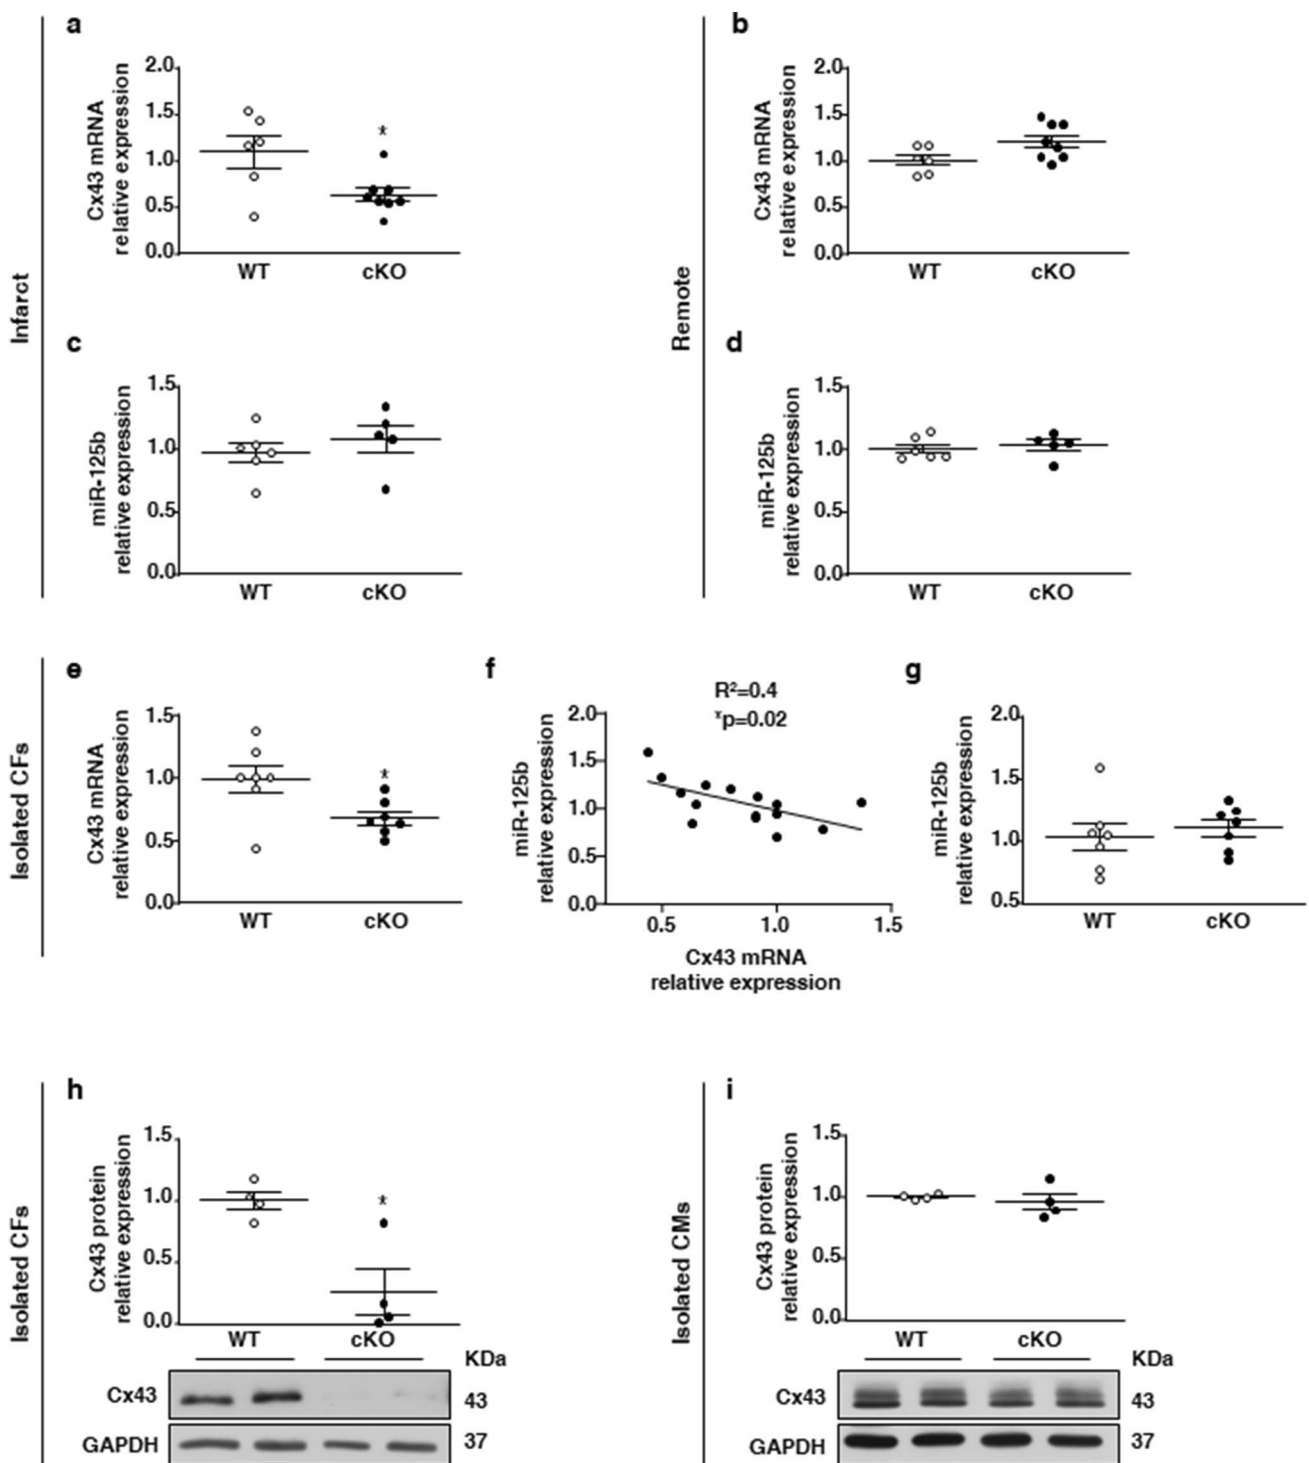 Infarct
a
Cx43 mRNA
relative expression
2.0
1.5
1.0
0.5
0.0
*
WT
cKO
Remote
b
Cx43 mRNA
relative expression
2.0
1.5
1.0
0.5
0.0
WT
cKO
c
miR-125b
relative expression
1.5
1.0
0.5
0.0
WT
cKO
d
miR-125b
relative expression
1.5
1.0
0.5
0.0
WT
cKO
Isolated CFs
e
Cx43 mRNA
relative expression
1.5
1.0
0.5
0.0
*
WT
cKO
f
R²=0.4
*p=0.02
miR-125b
relative expression
2.0
1.5
1.0
0.5
0.0
0.5
1.0
1.5
Cx43 mRNA
relative expression
g
miR-125b
relative expression
2.0
1.5
1.0
0.5
WT
cKO
Isolated CFs
h
Cx43 protein
relative expression
1.5
1.0
0.5
0.0
*
WT
cKO
KDa
Cx43
43
GAPDH
37
Isolated CMs
i
Cx43 protein
relative expression
1.5
1.0
0.5
0.0
WT
cKO
KDa
Cx43
43
GAPDH
37